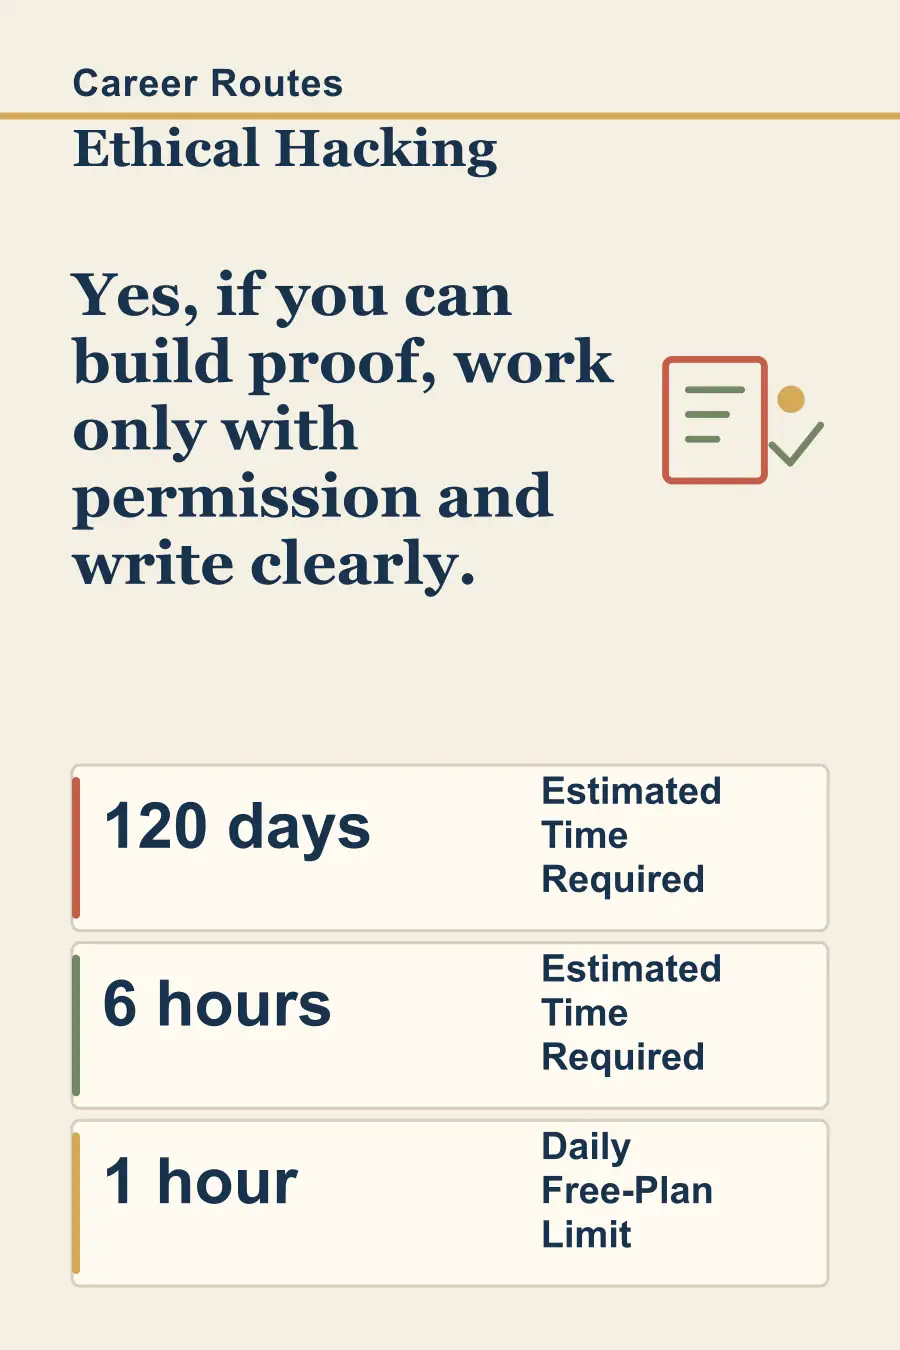 Career Routes
Ethical Hacking
Yes, if you can
build proof, work
only with
permission and
write clearly.
120 days
Estimated
Time
Required
6 hours
Estimated
Time
Required
1 hour
Daily
Free-Plan
Limit